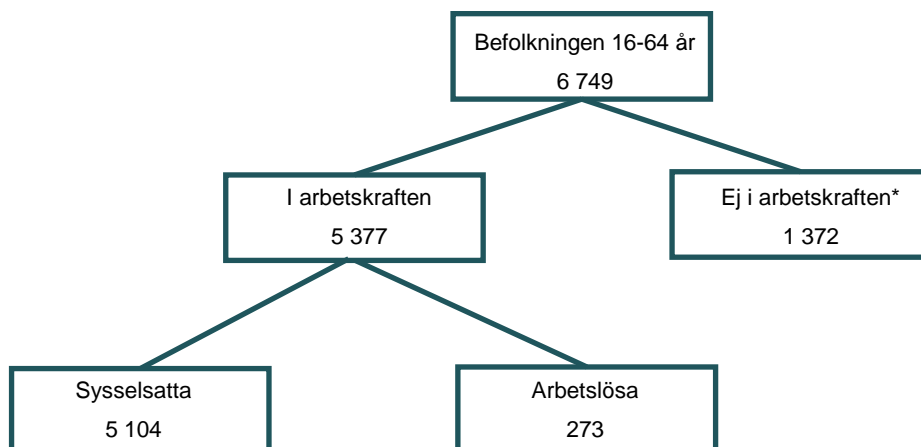 Befolkningen 16-64 år
6 749
I arbetskraften
5 377
Ej i arbetskraften*
1 372
Sysselsatta
5 104
Arbetslösa
273